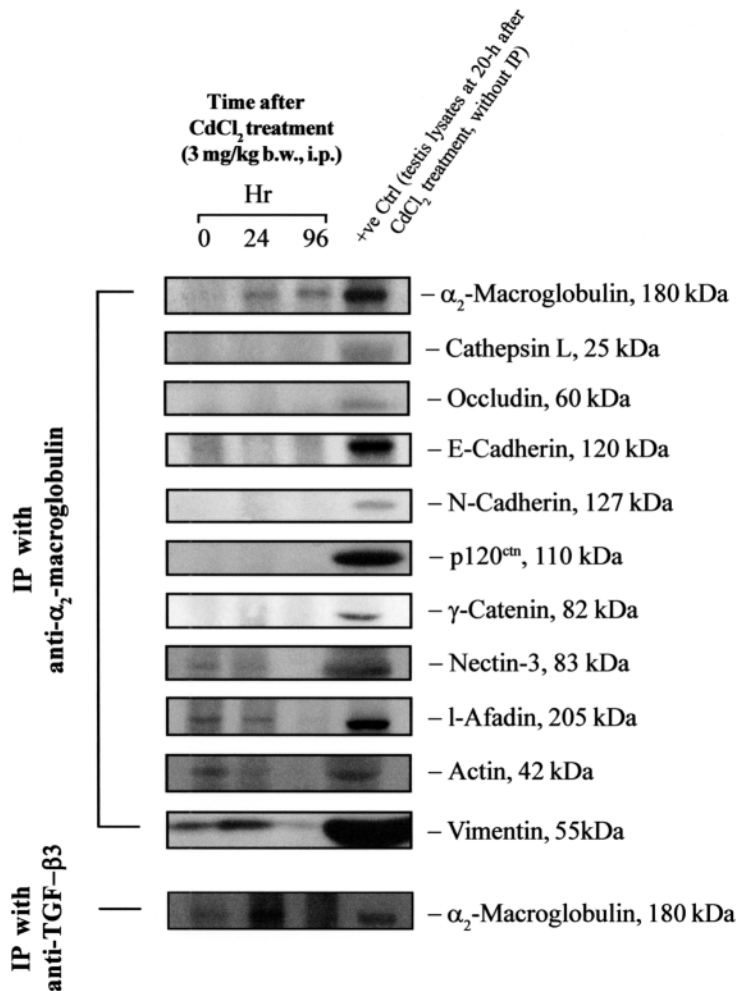 Time after
CdCl₂ treatment
(3 mg/kg b.w., i.p.)
Hr
0 24 96
+ve Ctrl (testis lysates at 20-h after
CdCl₂ treatment, without IP)
IP with
anti-α₂-macroglobulin
– α₂-Macroglobulin, 180 kDa
– Cathepsin L, 25 kDa
– Occludin, 60 kDa
– E-Cadherin, 120 kDa
– N-Cadherin, 127 kDa
– p120ᶜᵗⁿ, 110 kDa
– γ-Catenin, 82 kDa
– Nectin-3, 83 kDa
– l-Afadin, 205 kDa
– Actin, 42 kDa
– Vimentin, 55kDa
IP with
anti-TGF–β3
– α₂-Macroglobulin, 180 kDa